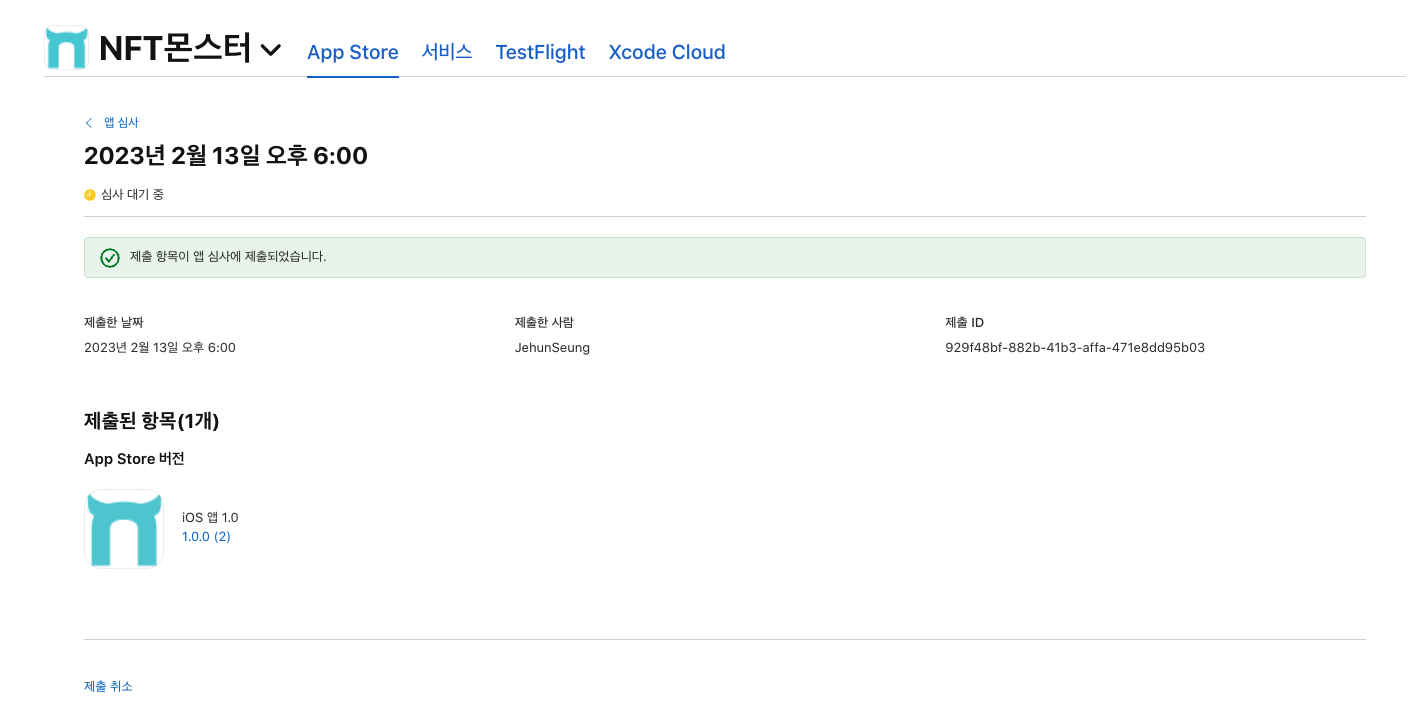 NFT몬스터
App Store 서비스 TestFlight Xcode Cloud
앱 심사
2023년 2월 13일 오후 6:00
심사 대기 중
제출 항목이 앱 심사에 제출되었습니다.
제출한 날짜 제출한 사람 제출 ID
2023년 2월 13일 오후 6:00 JehunSeung 929f48bf-882b-41b3-affa-471e8dd95b03
제출된 항목(1개)
App Store 버전
iOS 앱 1.0
1.0.0 (2)
제출 취소